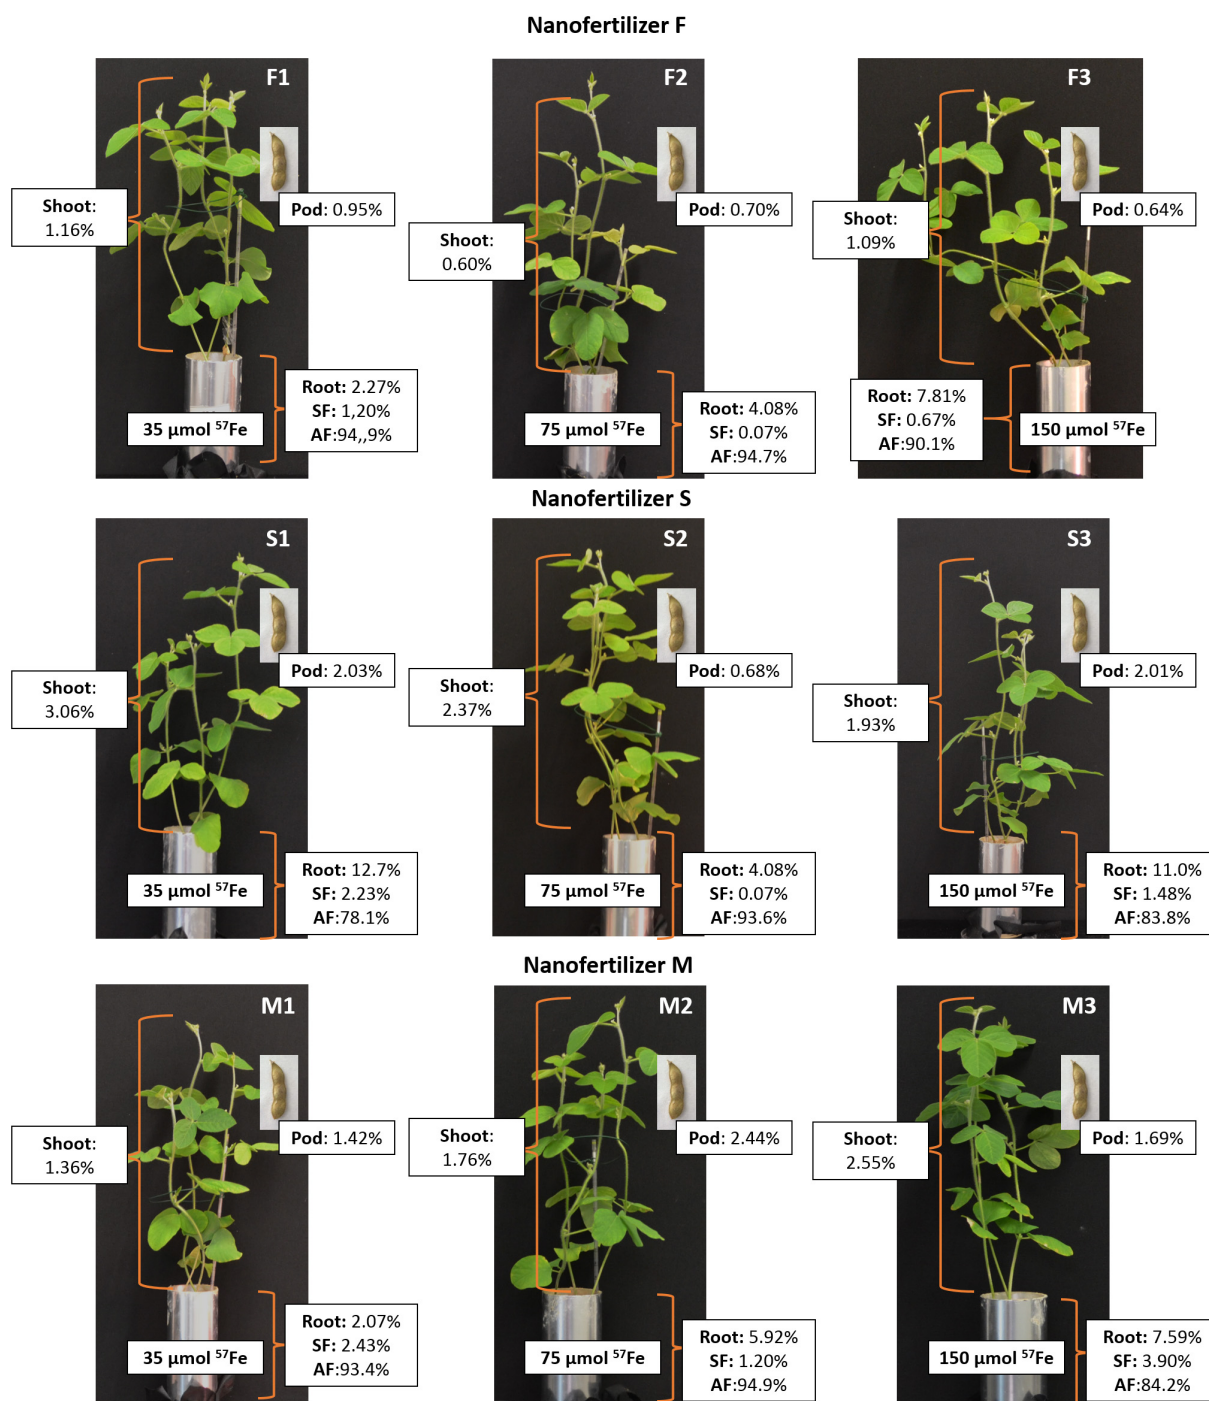 Nanofertilizer F
F1
Shoot:
1.16%
Pod: 0.95%
Root: 2.27%
SF: 1,20%
AF:94,,9%
35 µmol ⁵⁷Fe
F2
Shoot:
0.60%
Pod: 0.70%
Root: 4.08%
SF: 0.07%
AF:94.7%
75 µmol ⁵⁷Fe
F3
Shoot:
1.09%
Pod: 0.64%
Root: 7.81%
SF: 0.67%
AF:90.1%
150 µmol ⁵⁷Fe
Nanofertilizer S
S1
Shoot:
3.06%
Pod: 2.03%
Root: 12.7%
SF: 2.23%
AF:78.1%
35 µmol ⁵⁷Fe
S2
Shoot:
2.37%
Pod: 0.68%
Root: 4.08%
SF: 0.07%
AF:93.6%
75 µmol ⁵⁷Fe
S3
Shoot:
1.93%
Pod: 2.01%
Root: 11.0%
SF: 1.48%
AF:83.8%
150 µmol ⁵⁷Fe
Nanofertilizer M
M1
Shoot:
1.36%
Pod: 1.42%
Root: 2.07%
SF: 2.43%
AF:93.4%
35 µmol ⁵⁷Fe
M2
Shoot:
1.76%
Pod: 2.44%
Root: 5.92%
SF: 1.20%
AF:94.9%
75 µmol ⁵⁷Fe
M3
Shoot:
2.55%
Pod: 1.69%
Root: 7.59%
SF: 3.90%
AF:84.2%
150 µmol ⁵⁷Fe